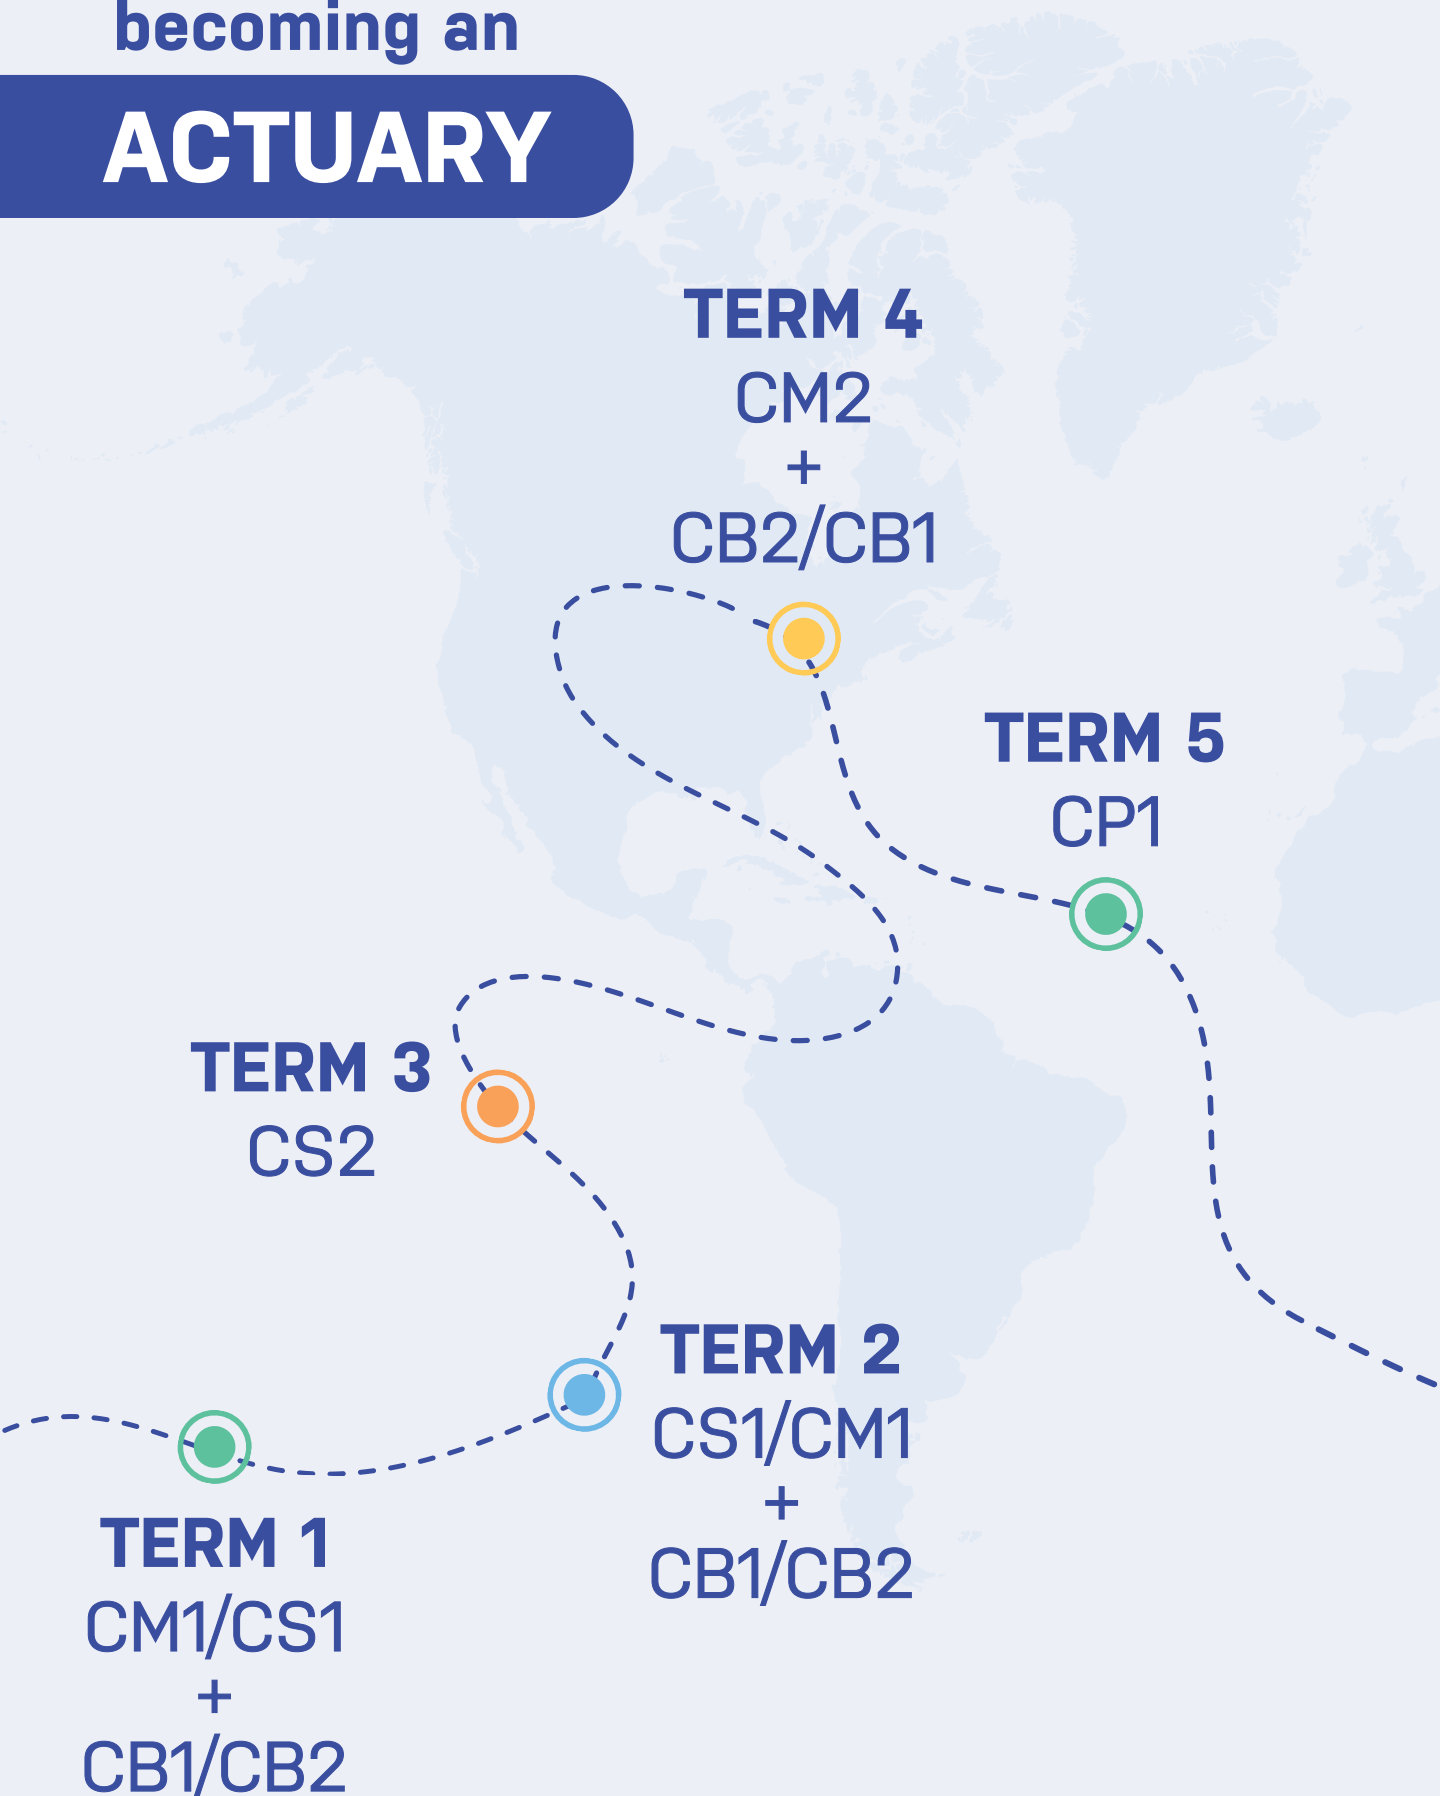 becoming an
ACTUARY
TERM 4
CM2
+
CB2/CB1
TERM 5
CP1
TERM 3
CS2
TERM 2
CS1/CM1
+
CB1/CB2
TERM 1
CM1/CS1
+
CB1/CB2